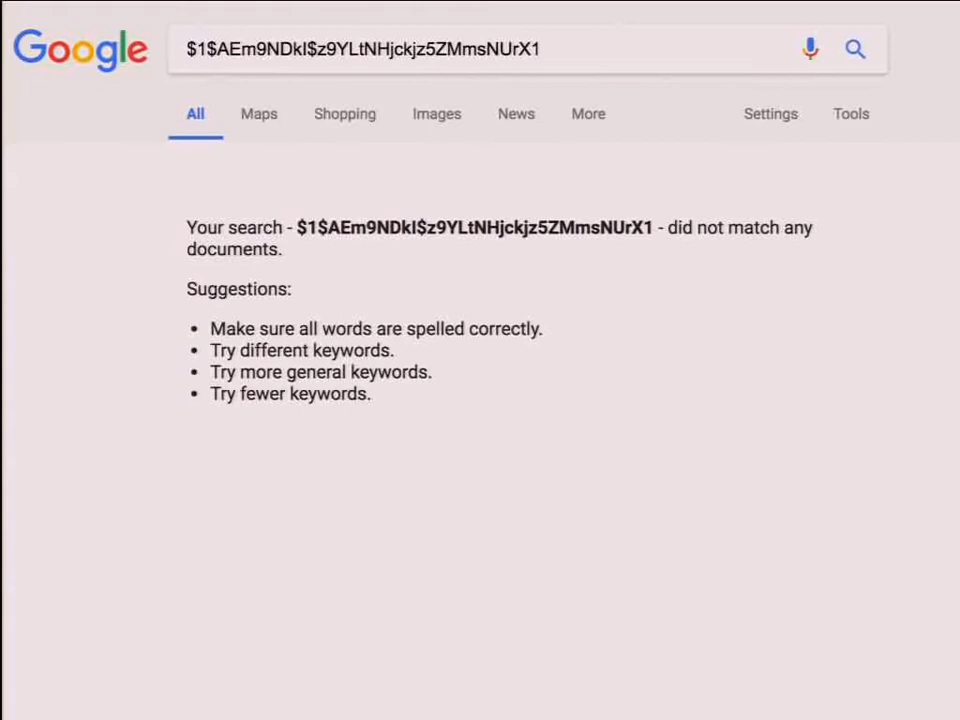 Google
$1$AEm9NDkI$z9YLtNHjckjz5ZMmsNUrX1
All Maps Shopping Images News More Settings Tools
Your search - $1$AEm9NDkI$z9YLtNHjckjz5ZMmsNUrX1 - did not match any
documents.
Suggestions:
• Make sure all words are spelled correctly.
• Try different keywords.
• Try more general keywords.
• Try fewer keywords.